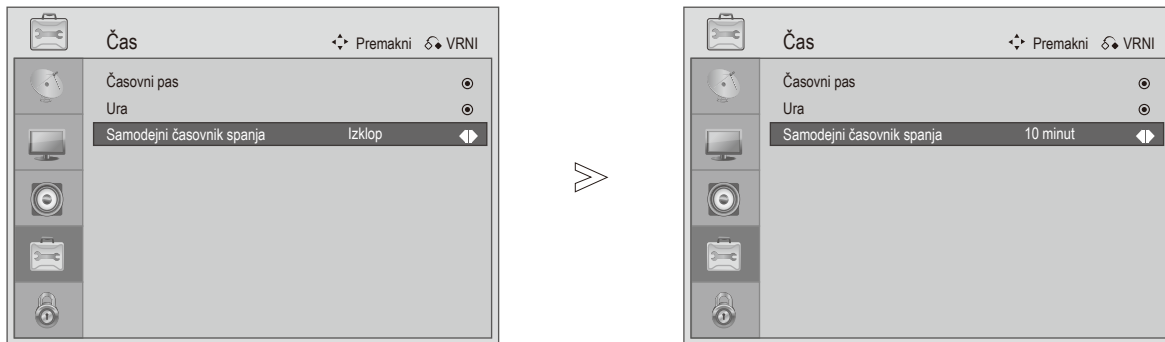 Čas Premakni VRNI
Časovni pas
Ura
Samodejni časovnik spanja Izklop
Čas Premakni VRNI
Časovni pas
Ura
Samodejni časovnik spanja 10 minut